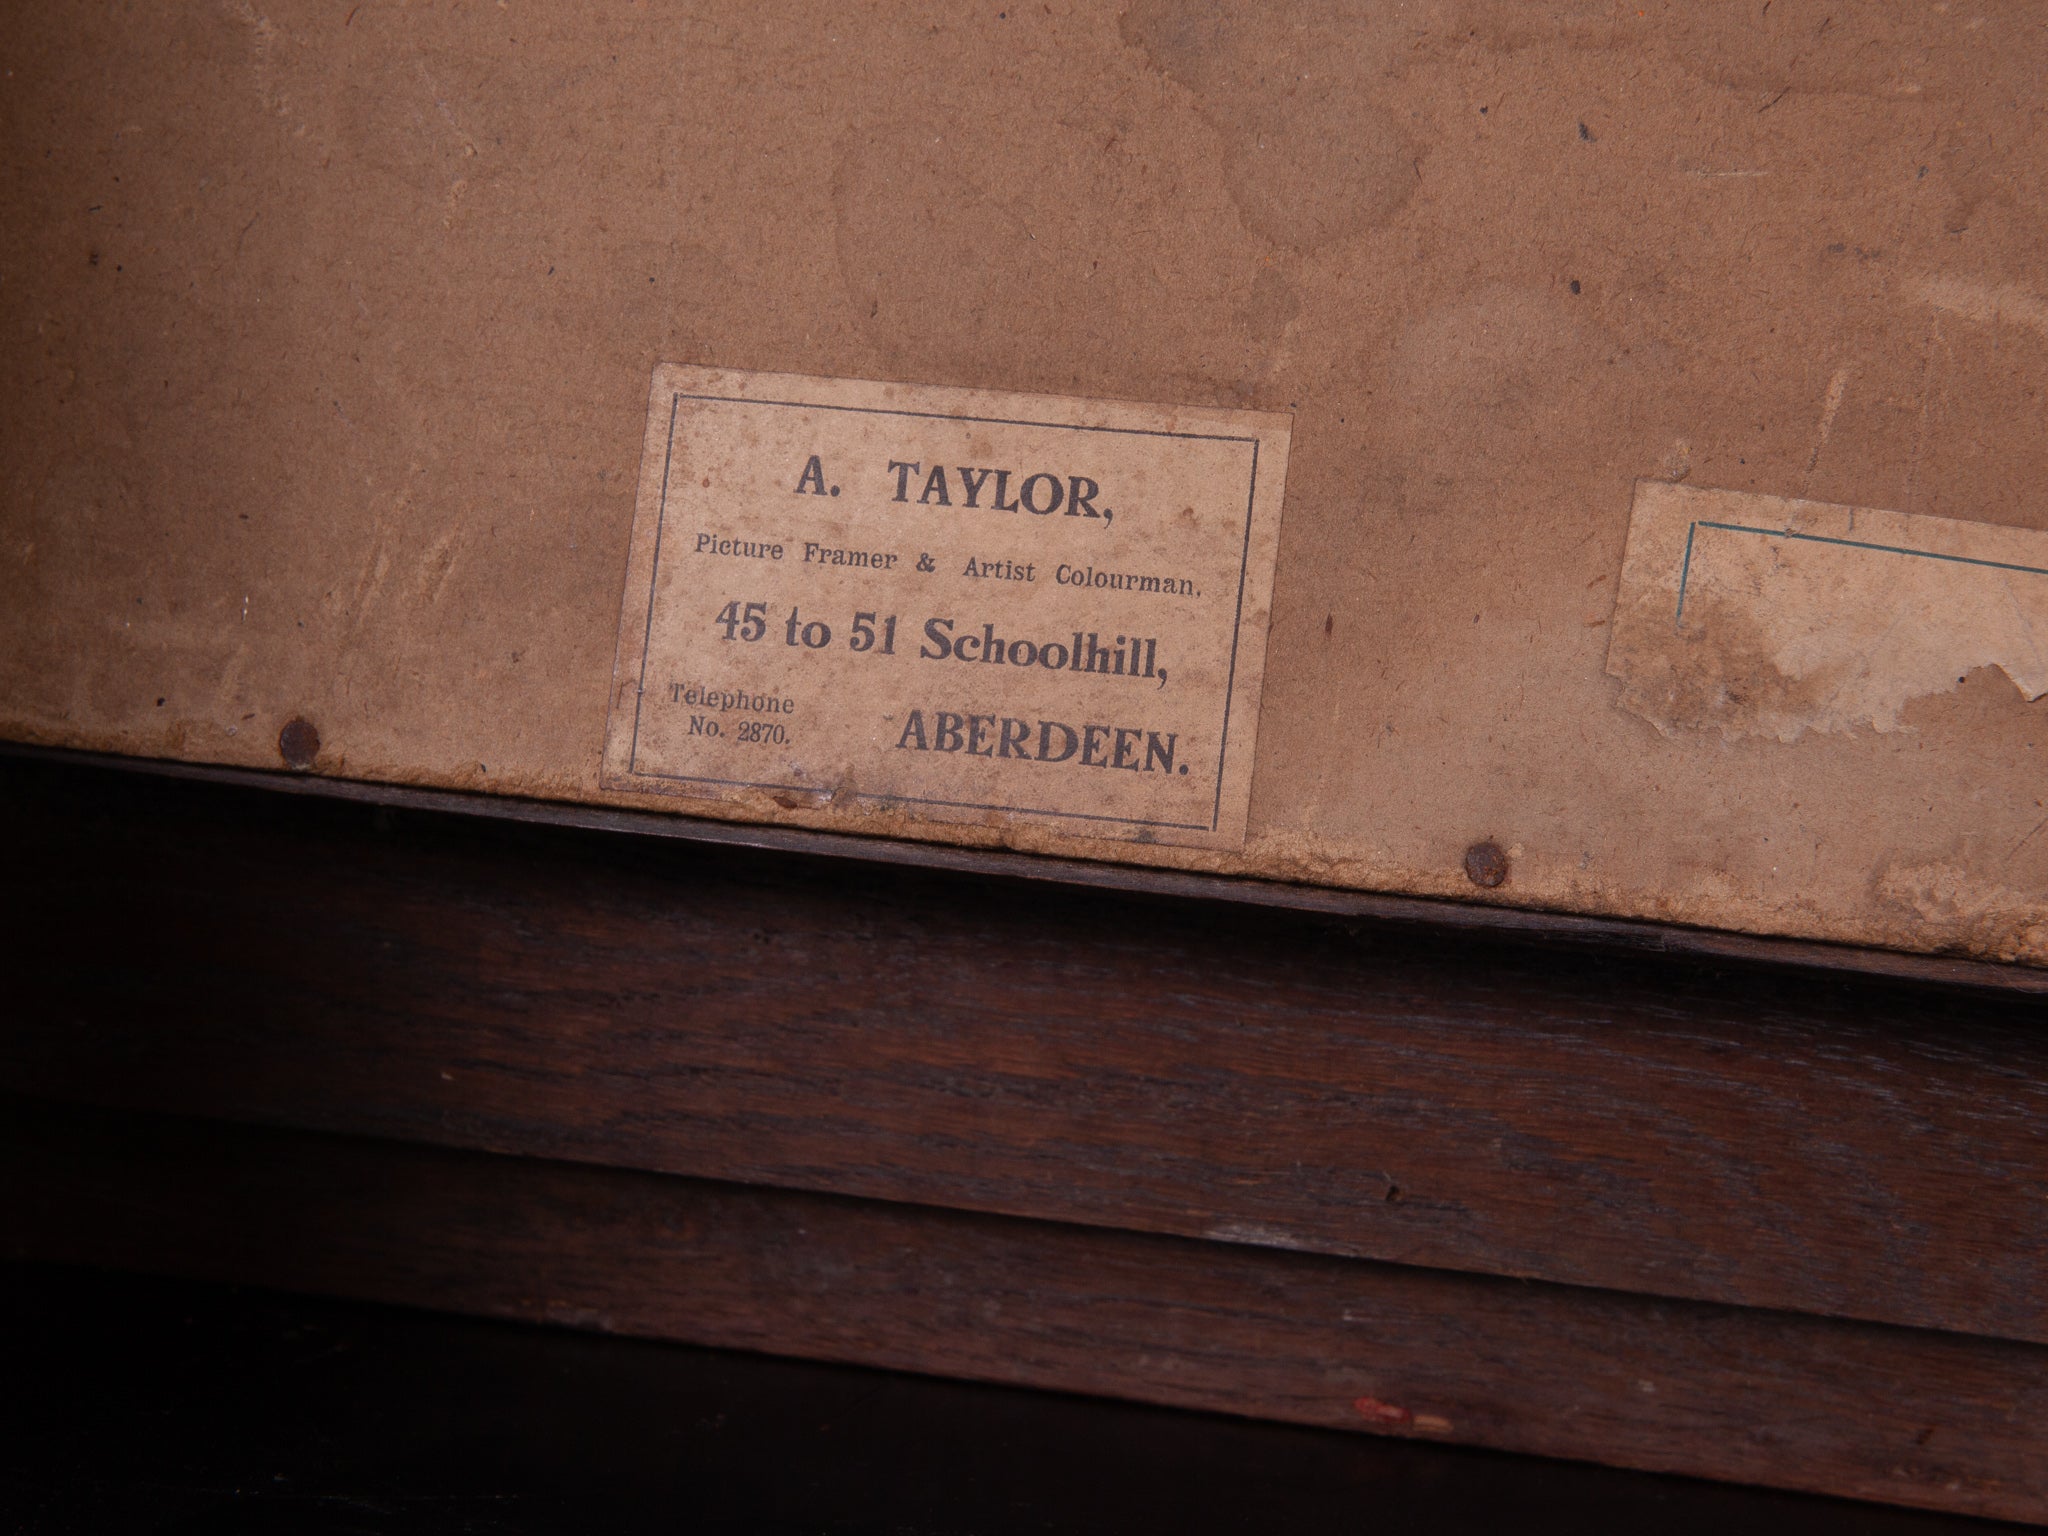 A. TAYLOR,
Picture Framer & Artist Colourman.
45 to 51 Schoolhill,
Telephone
No. 2870.
ABERDEEN.